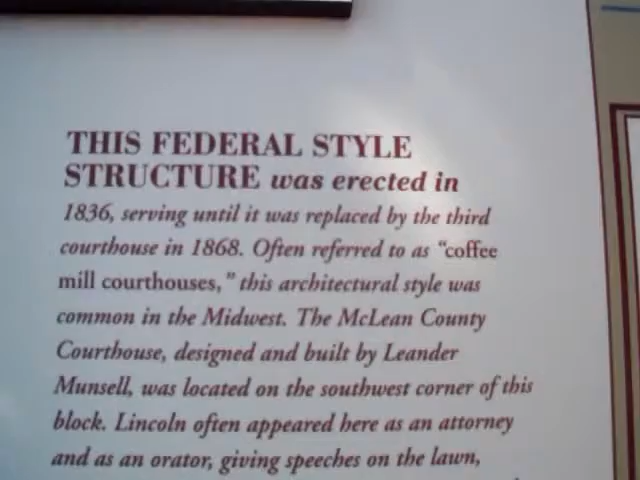 THIS FEDERAL STYLE
STRUCTURE was erected in
1836, serving until it was replaced by the third
courthouse in 1868. Often referred to as “coffee
mill courthouses,” this architectural style was
common in the Midwest. The McLean County
Courthouse, designed and built by Leander
Munsell, was located on the southwest corner of this
block. Lincoln often appeared here as an attorney
and as an orator, giving speeches on the lawn,